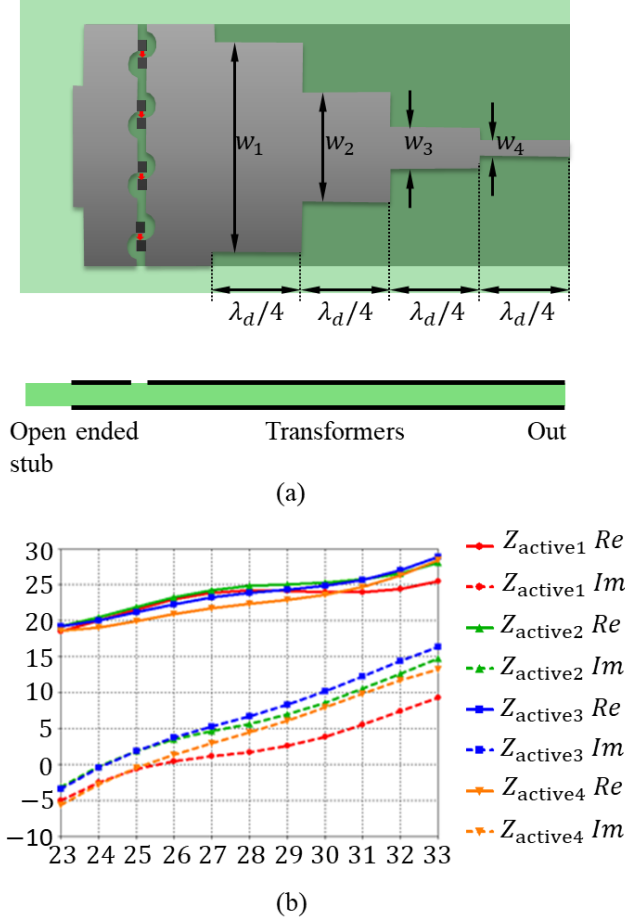 w₁ w₂ w₃ w₄
λd/4 λd/4 λd/4 λd/4
Open ended Transformers Out
stub
(a)
30
25
20
15
10
5
0
−5
−10
23 24 25 26 27 28 29 30 31 32 33
Zactive1 Re
Zactive1 Im
Zactive2 Re
Zactive2 Im
Zactive3 Re
Zactive3 Im
Zactive4 Re
Zactive4 Im
(b)